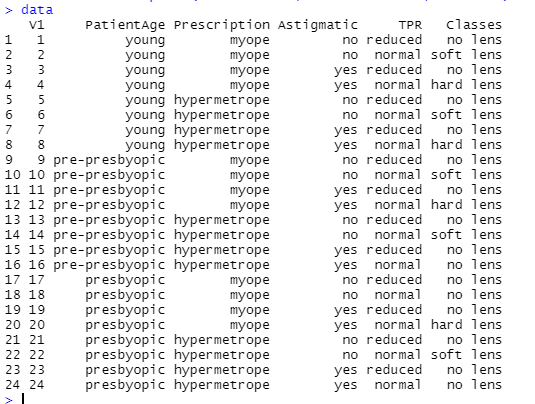 > data
V1 PatientAge Prescription Astigmatic TPR Classes
1 1 young myope no reduced no lens
2 2 young myope no normal soft lens
3 3 young myope yes reduced no lens
4 4 young myope yes normal hard lens
5 5 young hypermetrope no reduced no lens
6 6 young hypermetrope no normal soft lens
7 7 young hypermetrope yes reduced no lens
8 8 young hypermetrope yes normal hard lens
9 9 pre-presbyopic myope no reduced no lens
10 10 pre-presbyopic myope no normal soft lens
11 11 pre-presbyopic myope yes reduced no lens
12 12 pre-presbyopic myope yes normal hard lens
13 13 pre-presbyopic hypermetrope no reduced no lens
14 14 pre-presbyopic hypermetrope no normal soft lens
15 15 pre-presbyopic hypermetrope yes reduced no lens
16 16 pre-presbyopic hypermetrope yes normal no lens
17 17 presbyopic myope no reduced no lens
18 18 presbyopic myope no normal no lens
19 19 presbyopic myope yes reduced no lens
20 20 presbyopic myope yes normal hard lens
21 21 presbyopic hypermetrope no reduced no lens
22 22 presbyopic hypermetrope no normal soft lens
23 23 presbyopic hypermetrope yes reduced no lens
24 24 presbyopic hypermetrope yes normal no lens
>